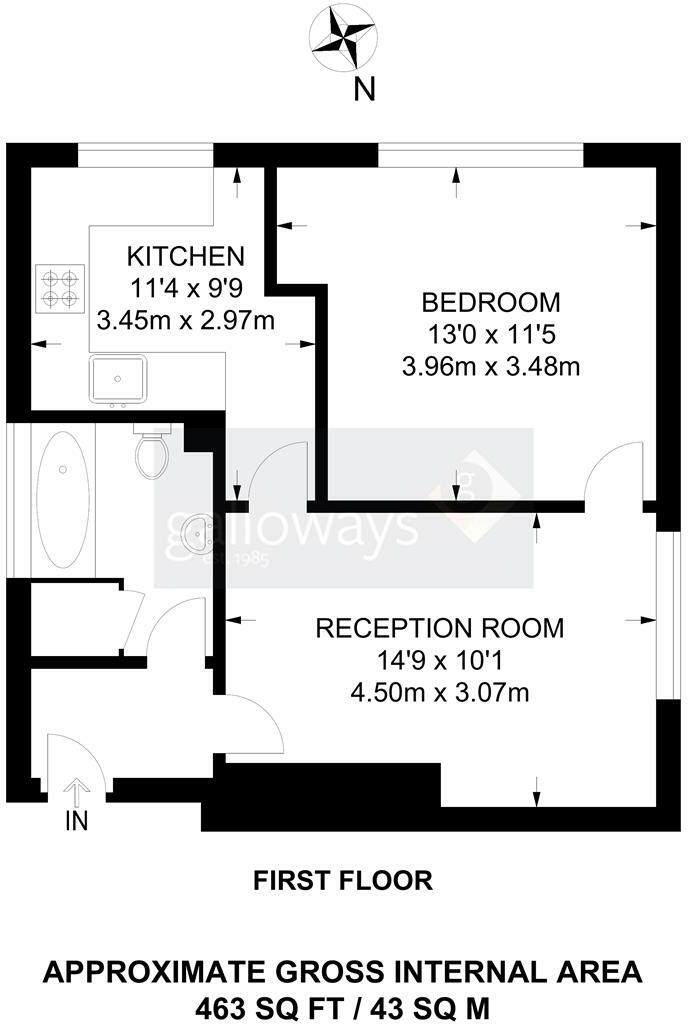 N
KITCHEN
11'4 x 9'9
3.45m x 2.97m
BEDROOM
13'0 x 11'5
3.96m x 3.48m
g
galloways
est. 1985
RECEPTION ROOM
14'9 x 10'1
4.50m x 3.07m
IN
FIRST FLOOR
APPROXIMATE GROSS INTERNAL AREA
463 SQ FT / 43 SQ M